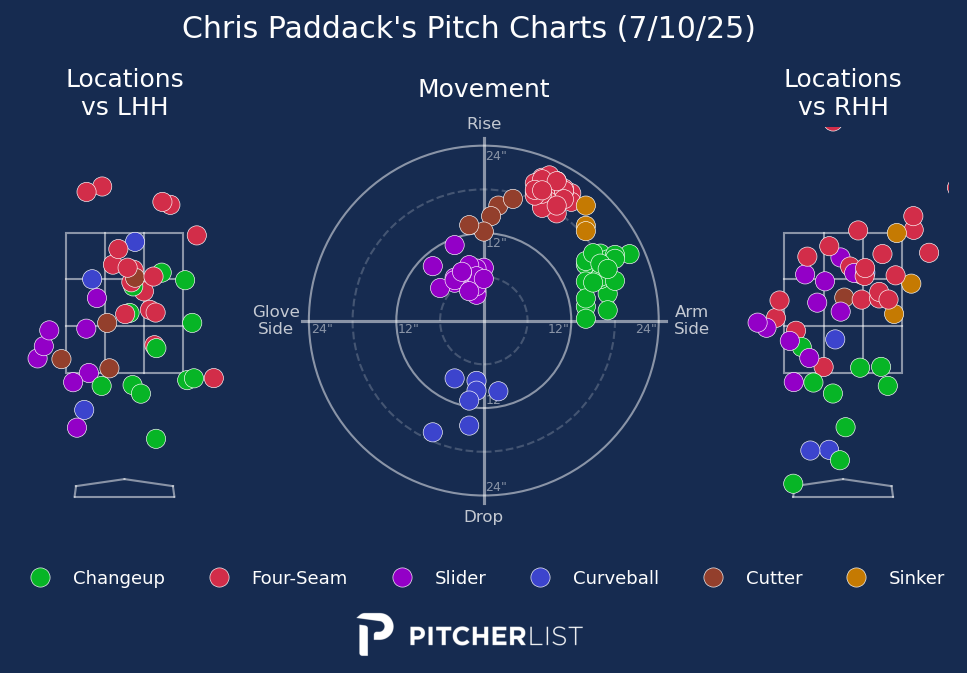 Chris Paddack's Pitch Charts (7/10/25)
Locations
vs LHH
Movement
Locations
vs RHH
Rise
24"
12"
Glove
Side
24"
12"
12"
24"
Arm
Side
12"
24"
Drop
Changeup
Four-Seam
Slider
Curveball
Cutter
Sinker
PITCHERLIST